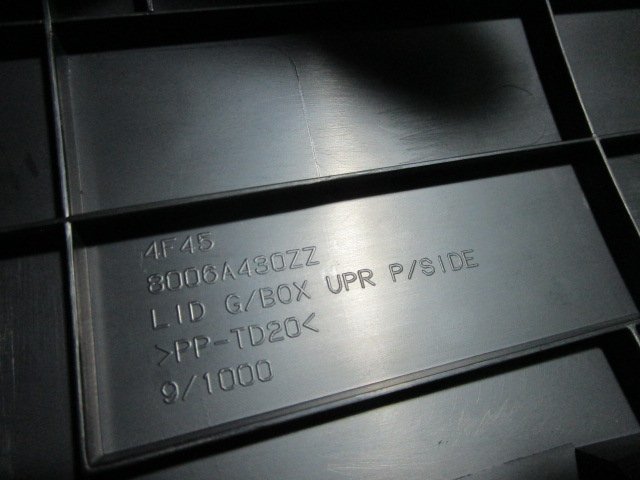 4F45
8006A430ZZ
LID G/BOX UPR P/SIDE
>PP-TD20<
9/1000